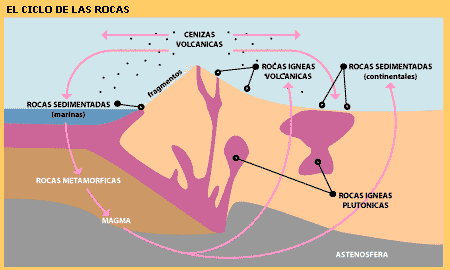 EL CICLO DE LAS ROCAS
CENIZAS
VOLCANICAS
fragmentos
ROCAS IGNEAS
VOLCANICAS
ROCAS SEDIMENTADAS
(continentales)
ROCAS SEDIMENTADAS
(marinas)
ROCAS METAMORFICAS
ROCAS IGNEAS
PLUTONICAS
MAGMA
ASTENOSFERA